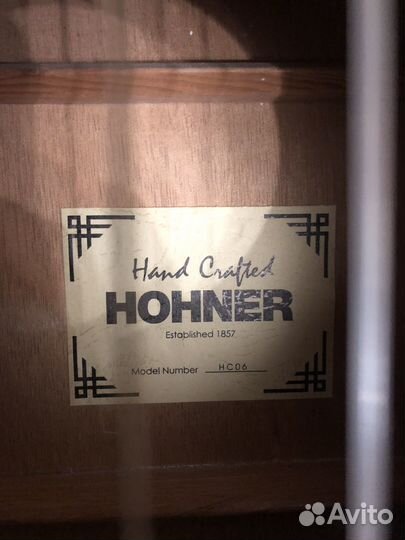 Hand Crafted
HOHNER
Established 1857
Model Number HC06
Avito